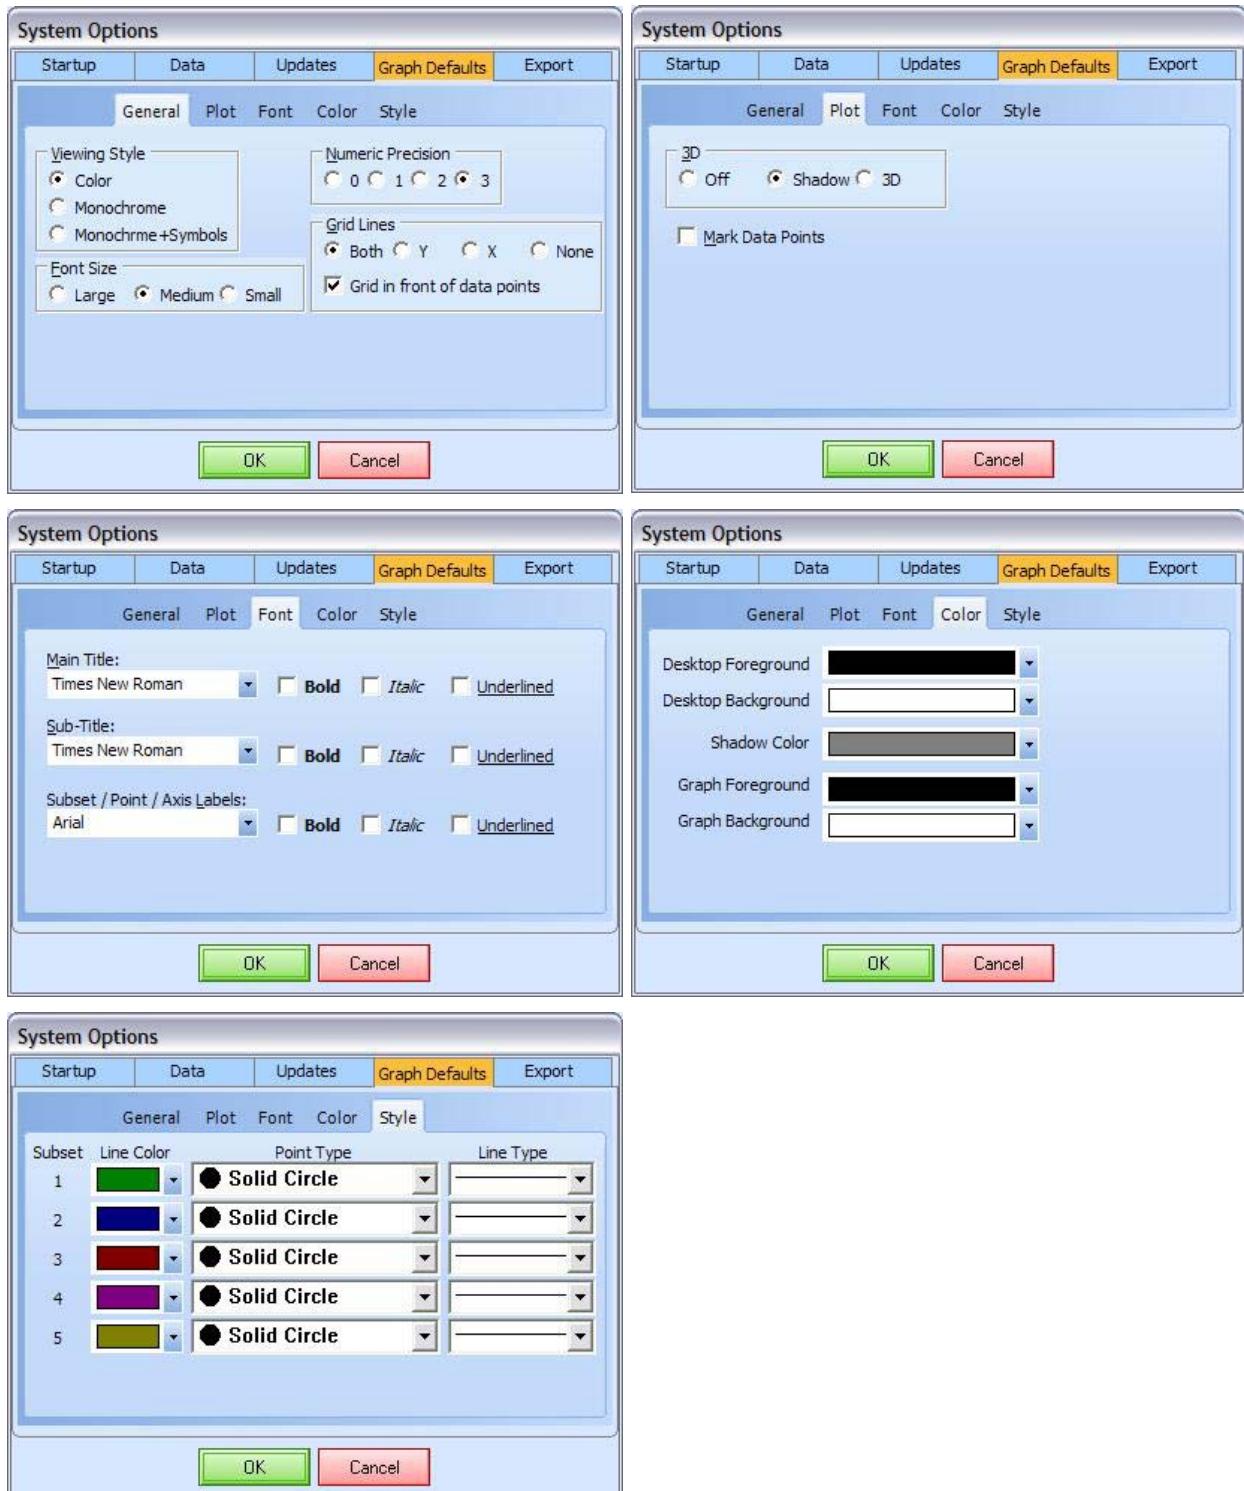 System Options
Startup Data Updates Graph Defaults Export
General Plot Font Color Style
Viewing Style
Color
Monochrome
Monochrme+Symbols
Font Size
Large Medium Small
Numeric Precision
0 1 2 3
Grid Lines
Both Y X None
Grid in front of data points
OK Cancel
System Options
Startup Data Updates Graph Defaults Export
General Plot Font Color Style
3D
Off Shadow 3D
Mark Data Points
OK Cancel
System Options
Startup Data Updates Graph Defaults Export
General Plot Font Color Style
Main Title:
Times New Roman Bold Italic Underlined
Sub-Title:
Times New Roman Bold Italic Underlined
Subset / Point / Axis Labels:
Arial Bold Italic Underlined
OK Cancel
System Options
Startup Data Updates Graph Defaults Export
General Plot Font Color Style
Desktop Foreground
Desktop Background
Shadow Color
Graph Foreground
Graph Background
OK Cancel
System Options
Startup Data Updates Graph Defaults Export
General Plot Font Color Style
Subset Line Color Point Type Line Type
1 Solid Circle
2 Solid Circle
3 Solid Circle
4 Solid Circle
5 Solid Circle
OK Cancel